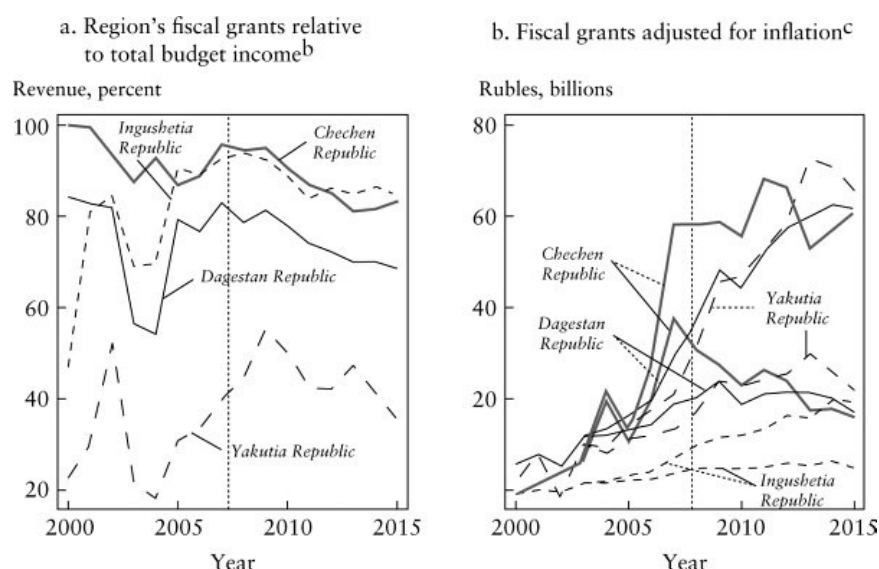 a. Region's fiscal grants relative
to total budget incomeb
Revenue, percent
100
80
60
40
20
Ingushetia
Republic
Chechen
Republic
Dagestan Republic
Yakutia Republic
2000
2005
2010
2015
Year
b. Fiscal grants adjusted for inflationc
Rubles, billions
80
60
40
20
Chechen
Republic
Dagestan
Republic
Yakutia
Republic
Ingushetia
Republic
2000
2005
2010
2015
Year